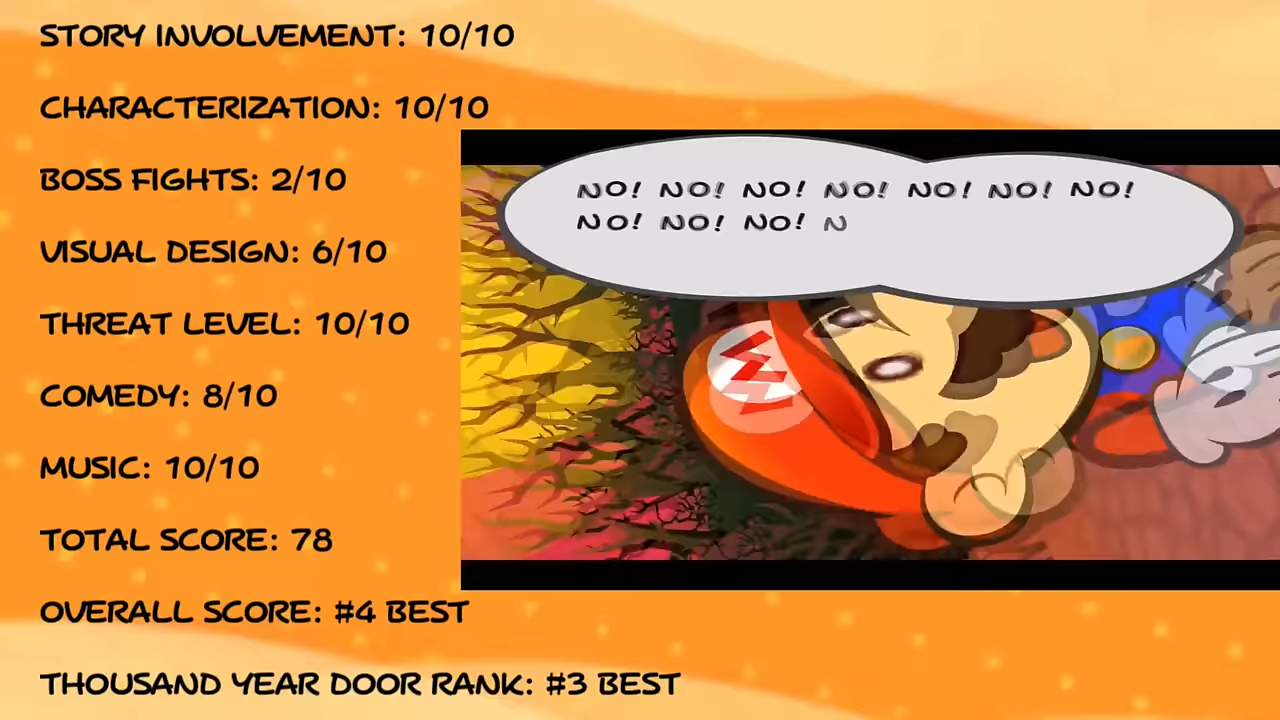 STORY INVOLVEMENT: 10/10
CHARACTERIZATION: 10/10
NO! NO! NO! NO! NO! NO! NO!
NO! NO! NO! N
BOSS FIGHTS: 2/10
VISUAL DESIGN: 6/10
THREAT LEVEL: 10/10
M
COMEDY: 8/10
MUSIC: 10/10
TOTAL SCORE: 78
OVERALL SCORE: #4 BEST
THOUSAND YEAR DOOR RANK: #3 BEST